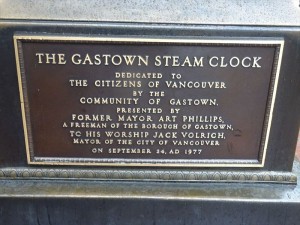 THE GASTOWN STEAM CLOCK
DEDICATED TO
THE CITIZENS OF VANCOUVER
BY THE
COMMUNITY OF GASTOWN.
PRESENTED BY
FORMER MAYOR ART PHILLIPS,
A FREEMAN OF THE BOROUGH OF GASTOWN,
TO HIS WORSHIP JACK VOLRICH,
MAYOR OF THE CITY OF VANCOUVER
ON SEPTEMBER 24, AD 1977